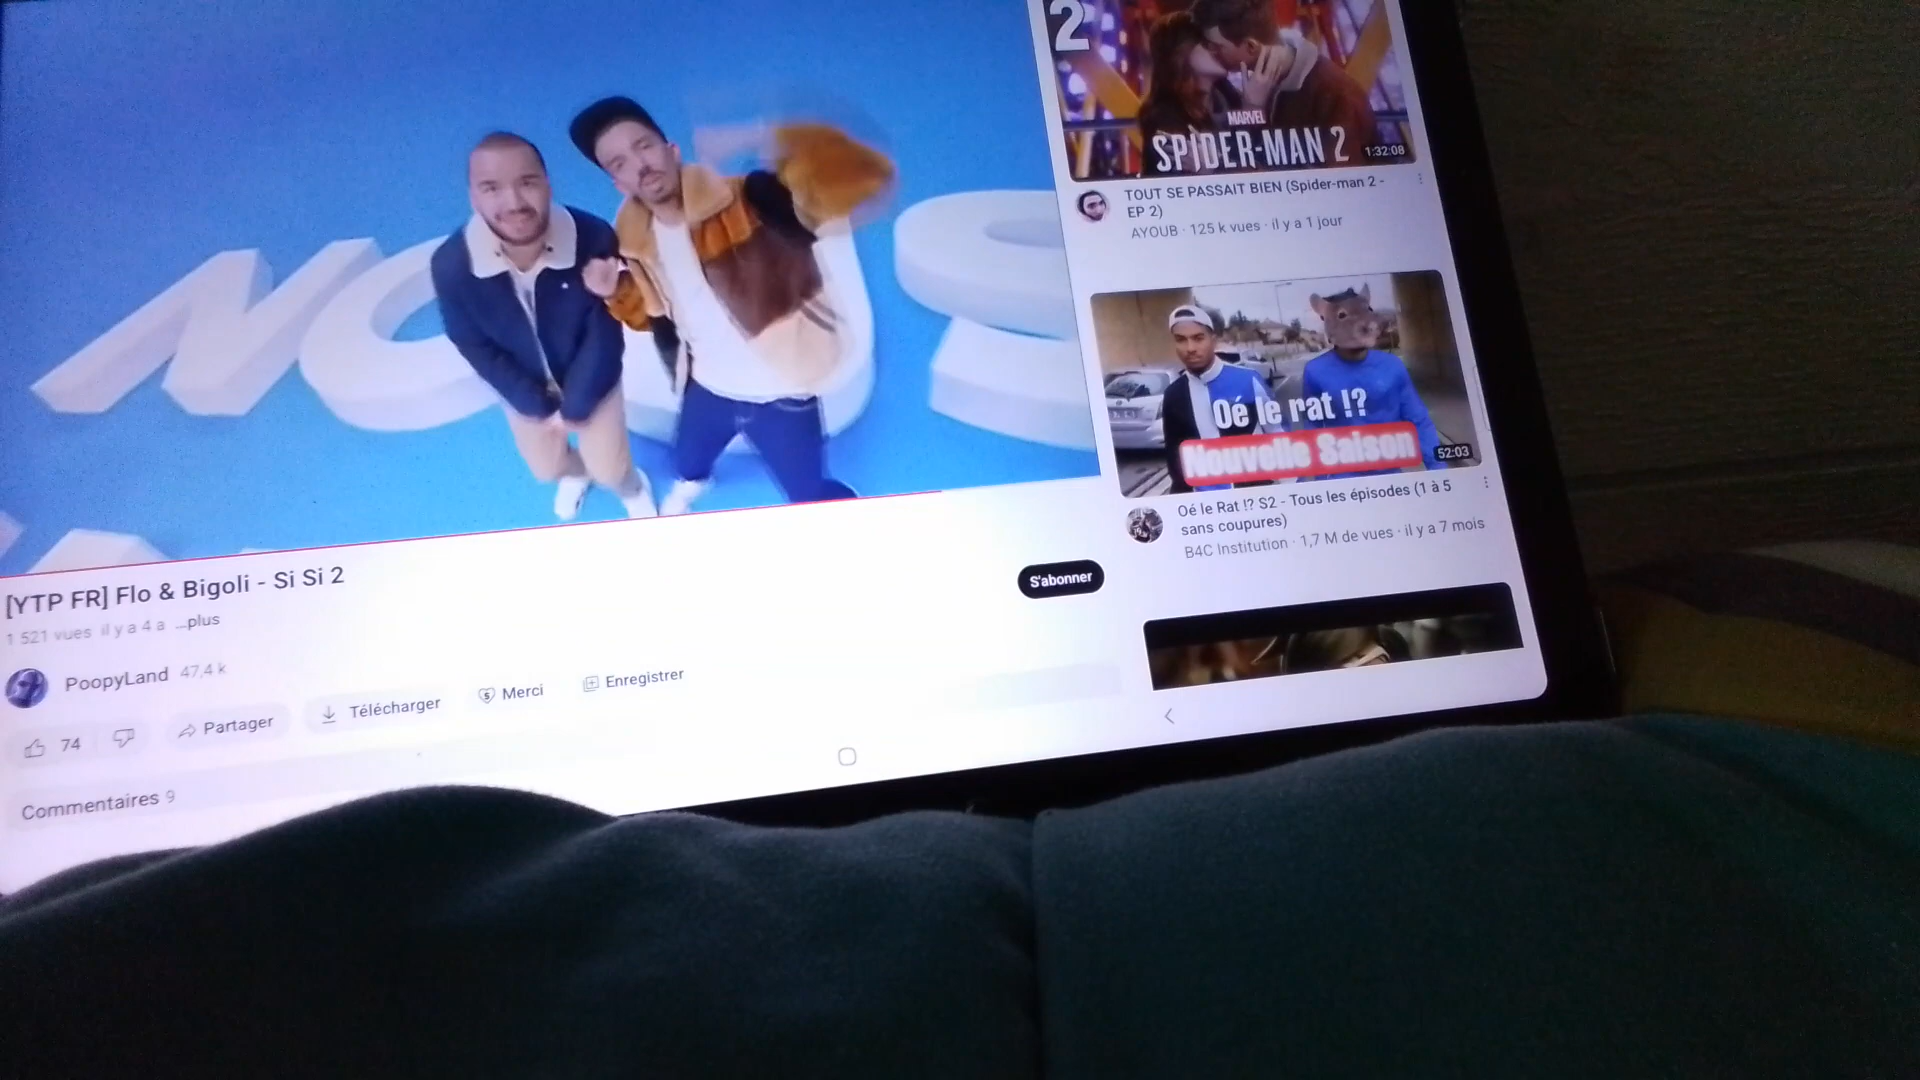 NOUS
[YTP FR] Flo & Bigoli - Si Si 2
1 521 vues il y a 4 a ...plus
PoopyLand 47,4 k
S'abonner
74
Partager
Télécharger
Merci
Enregistrer
Commentaires 9
2
MARVEL
SPIDER-MAN 2
1:32:08
TOUT SE PASSAIT BIEN (Spider-man 2 -
EP 2)
AYOUB · 125 k vues · il y a 1 jour
Oé le rat !?
Nouvelle Saison
52:03
Oé le Rat !? S2 - Tous les épisodes (1 à 5
sans coupures)
B4C Institution · 1,7 M de vues · il y a 7 mois